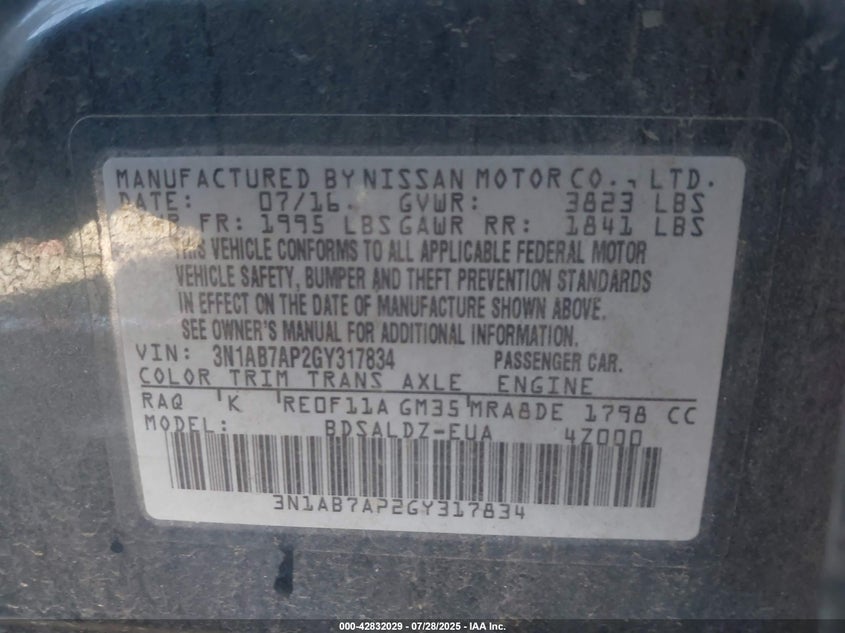 MANUFACTURED BY NISSAN MOTOR CO., LTD.
DATE: 07/16 GVWR: 3823 LBS
FR: 1995 LBS GAWR RR: 1841 LBS
THIS VEHICLE CONFORMS TO ALL APPLICABLE FEDERAL MOTOR
VEHICLE SAFETY, BUMPER AND THEFT PREVENTION STANDARDS
IN EFFECT ON THE DATE OF MANUFACTURE SHOWN ABOVE.
SEE OWNER'S MANUAL FOR ADDITIONAL INFORMATION.
VIN: 3N1AB7AP2GY317834 PASSENGER CAR.
COLOR TRIM TRANS AXLE ENGINE
RAQ K RE0F11A GM35 MRA8DE 1798 CC
MODEL: BDSALDZ-EUA 4Z000
3N1AB7AP2GY317834
000-42832029 - 07/28/2025 - IAA Inc.